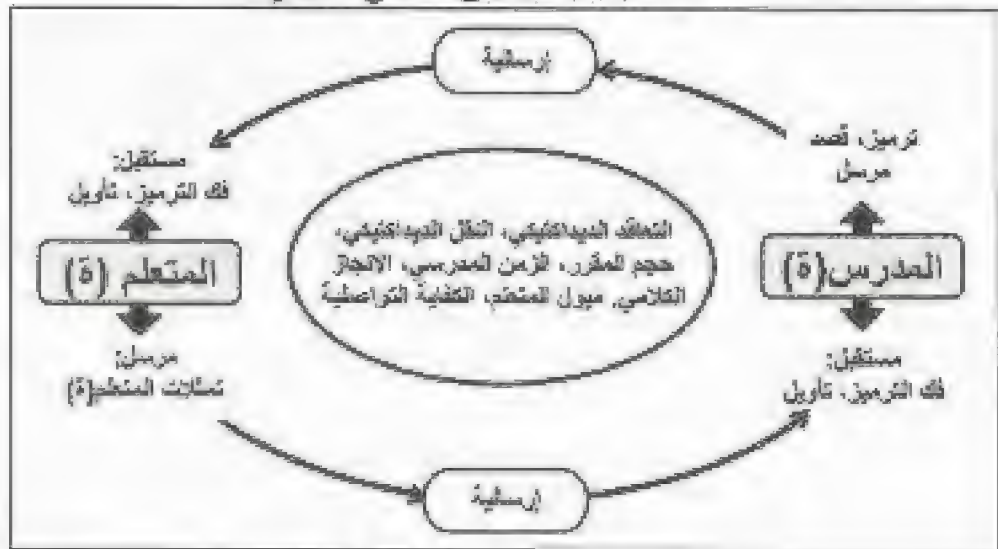 إرسالية
ترميز، قصد
مرسل
المدرس(ة)
مستقبل:
فك الترميز، تأويل
مستقبل:
فك الترميز، تأويل
المتعلم (ة)
مرسل:
تمثلات المتعلم(ة)
التعاقد الديداكتيكي، النقل الديداكتيكي،
حجم المقرر، الزمن المدرسي، الانجاز
الكلامي، ميول المتعلم، الكفاية التواصلية
إرسالية